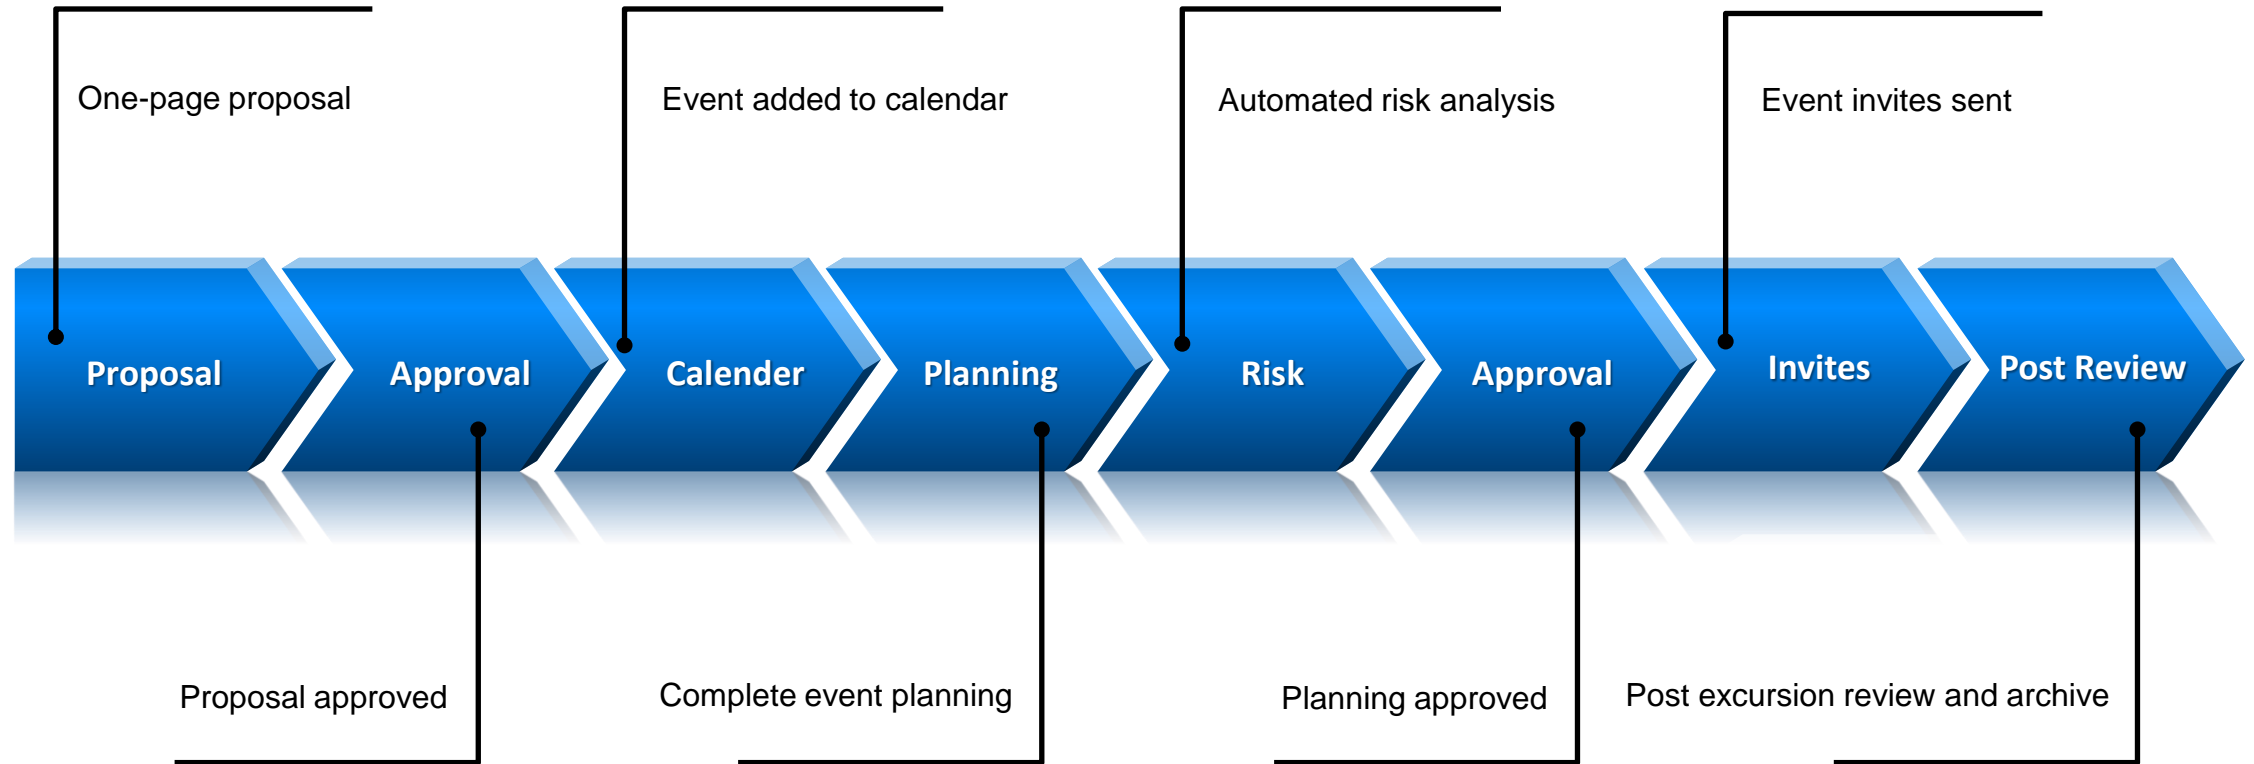 One-page proposal
Event added to calendar
Automated risk analysis
Event invites sent
Proposal
Approval
Calender
Planning
Risk
Approval
Invites
Post Review
Proposal approved
Complete event planning
Planning approved
Post excursion review and archive